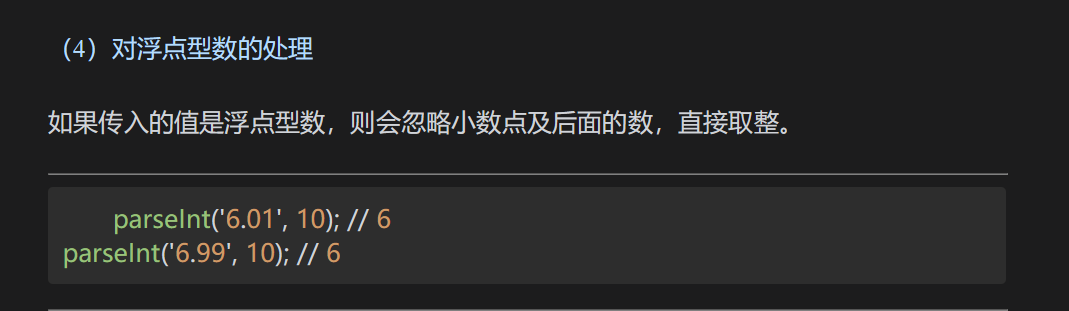 （4）对浮点型数的处理
如果传入的值是浮点型数，则会忽略小数点及后面的数，直接取整。
parseInt('6.01', 10); // 6
parseInt('6.99', 10); // 6